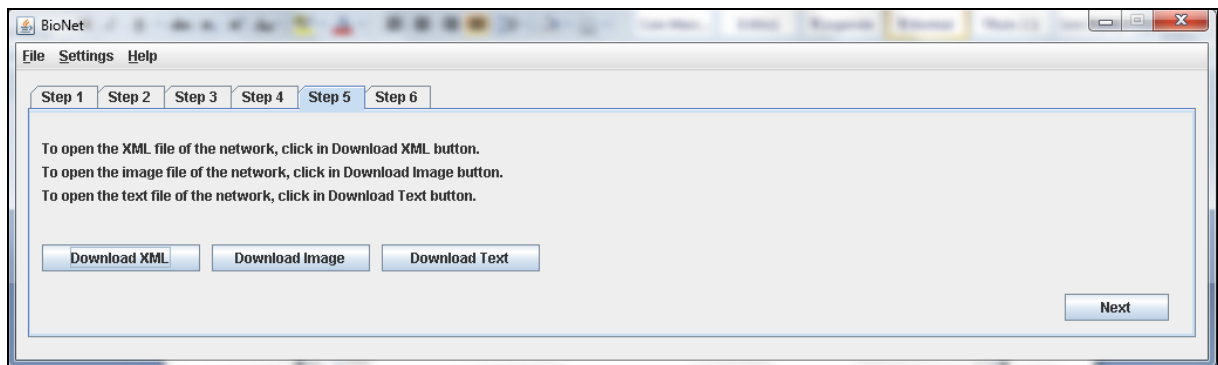 BioNet
File Settings Help
Step 1 Step 2 Step 3 Step 4 Step 5 Step 6
To open the XML file of the network, click in Download XML button.
To open the image file of the network, click in Download Image button.
To open the text file of the network, click in Download Text button.
Download XML Download Image Download Text
Next